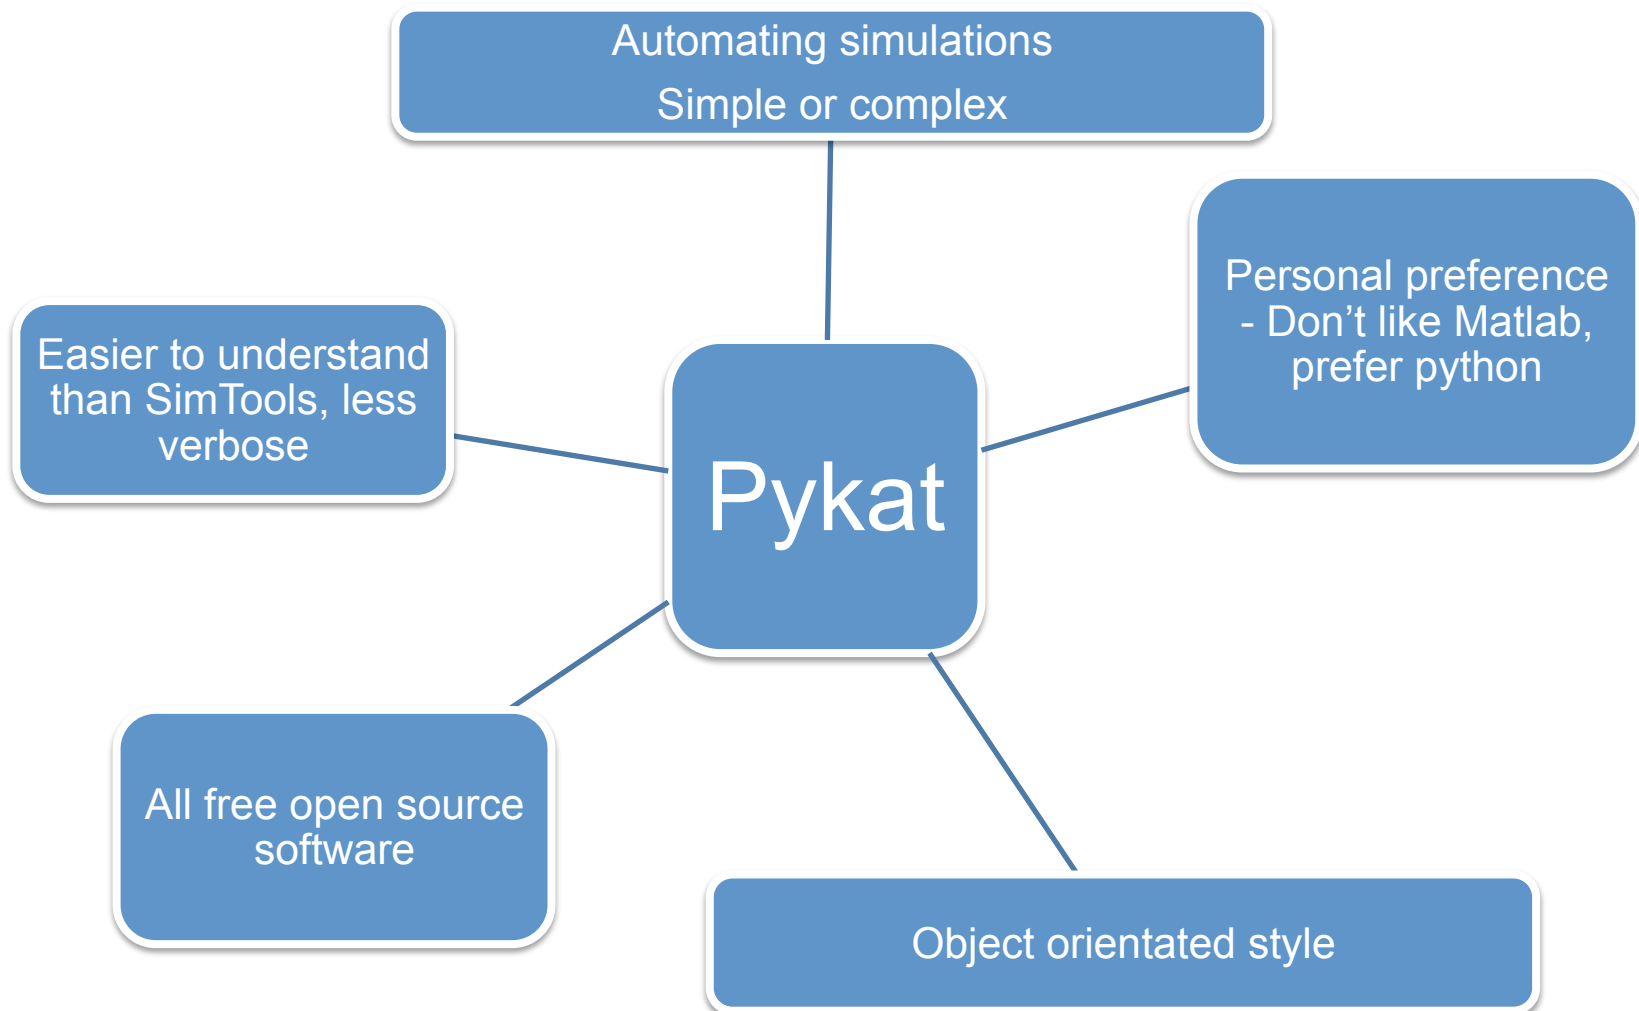 Automating simulations
Simple or complex
Personal preference
- Don’t like Matlab,
prefer python
Easier to understand
than SimTools, less
verbose
Pykat
All free open source
software
Object orientated style